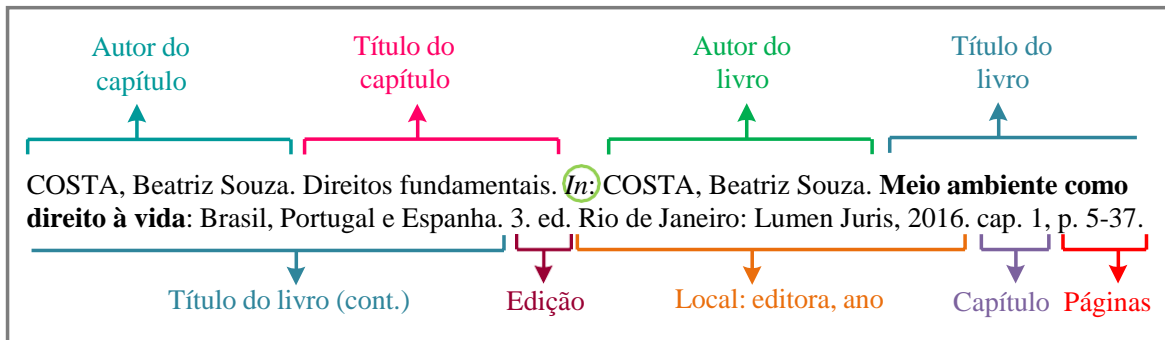 Autor do capítulo
Título do capítulo
Autor do livro
Título do livro
COSTA, Beatriz Souza. Direitos fundamentais. In: COSTA, Beatriz Souza. Meio ambiente como
direito à vida: Brasil, Portugal e Espanha. 3. ed. Rio de Janeiro: Lumen Juris, 2016. cap. 1, p. 5-37.
Título do livro (cont.)
Edição
Local: editora, ano
Capítulo
Páginas